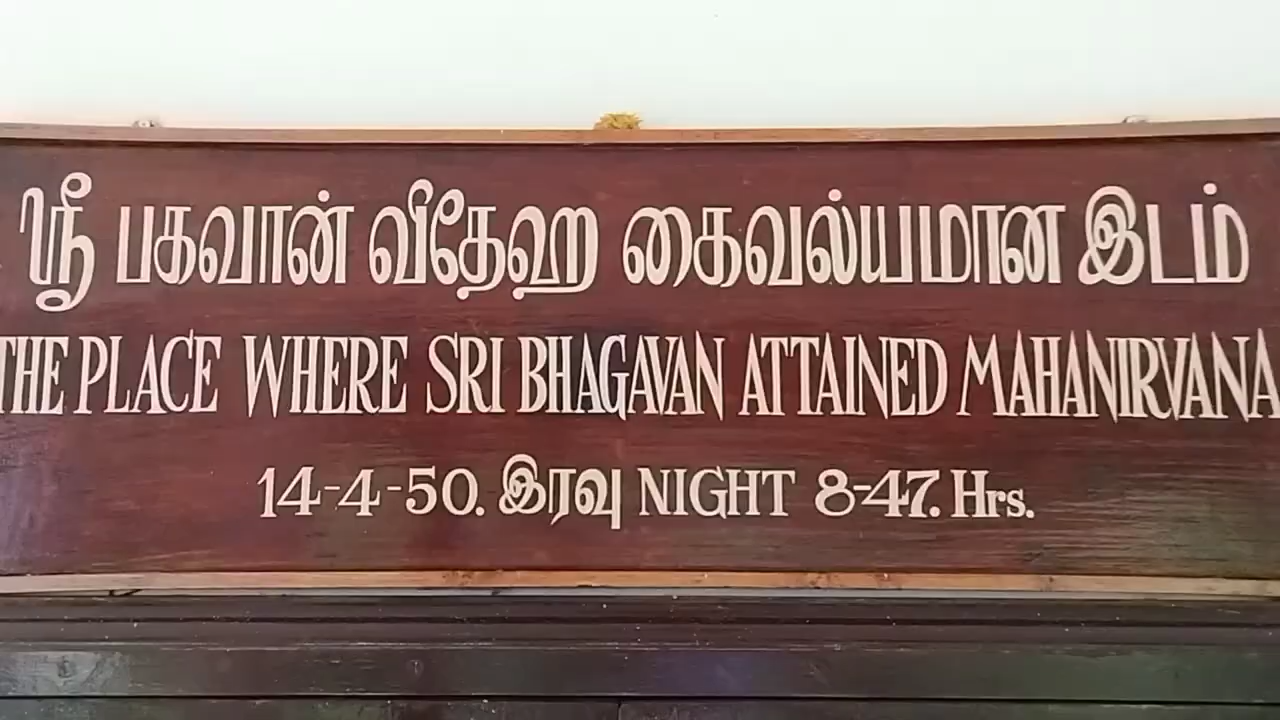 ஸ்ரீ பகவான் வீதேஹ கைவல்யமான இடம்
THE PLACE WHERE SRI BHAGAVAN ATTAINED MAHANIRVANA
14-4-50. இரவு NIGHT 8-47. Hrs.